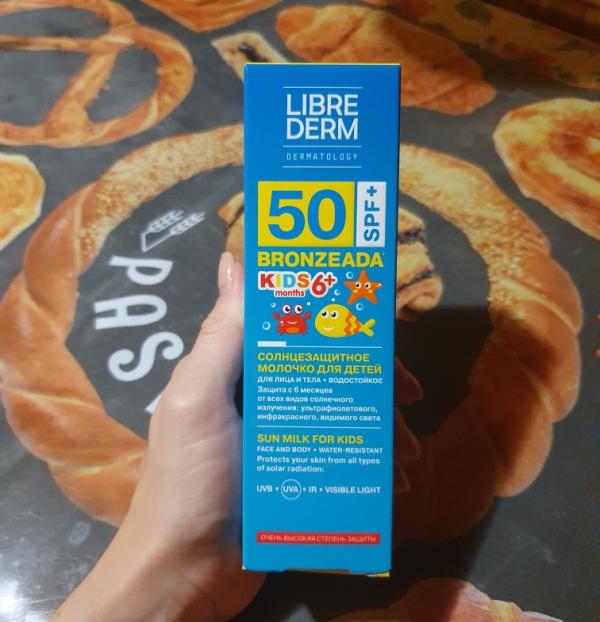 LIBRE
DERM
DERMATOLOGY
50 SPF+
BRONZEADA
KIDS 6+
months
СОЛНЦЕЗАЩИТНОЕ
МОЛОЧКО ДЛЯ ДЕТЕЙ
ДЛЯ ЛИЦА И ТЕЛА • ВОДОСТОЙКОЕ
Защита с 6 месяцев
от всех видов солнечного
излучения: ультрафиолетового,
инфракрасного, видимого света
SUN MILK FOR KIDS
FACE AND BODY • WATER-RESISTANT
Protects your skin from all types
of solar radiation:
UVB • UVA • IR • VISIBLE LIGHT
ОЧЕНЬ ВЫСОКАЯ СТЕПЕНЬ ЗАЩИТЫ
PAS